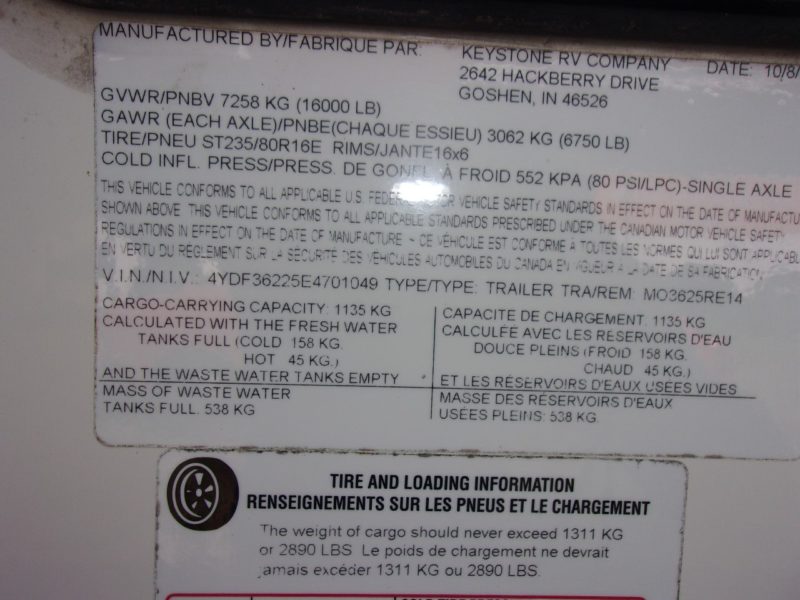 MANUFACTURED BY/FABRIQUE PAR: KEYSTONE RV COMPANY DATE: 10/8/
2642 HACKBERRY DRIVE
GOSHEN, IN 46526
GVWR/PNBV 7258 KG (16000 LB)
GAWR (EACH AXLE)/PNBE(CHAQUE ESSIEU) 3062 KG (6750 LB)
TIRE/PNEU ST235/80R16E RIMS/JANTE16x6
COLD INFL. PRESS/PRESS. DE GONFL. À FROID 552 KPA (80 PSI/LPC)-SINGLE AXLE
THIS VEHICLE CONFORMS TO ALL APPLICABLE U.S. VEHICLE SAFETY STANDARDS IN EFFECT ON THE DATE OF MANUFACTU
SHOWN ABOVE. THIS VEHICLE CONFORMS TO ALL APPLICABLE STANDARDS PRESCRIBED UNDER THE CANADIAN MOTOR VEHICLE SAFETY
REGULATIONS IN EFFECT ON THE DATE OF MANUFACTURE ~ CE VÉHICULE EST CONFORME À TOUTES LES NORMES QUI LUI SONT APPLICABL
EN VERTU DU REGLEMENT SUR LA SÉCURITÉ DES VÉHICULES AUTOMOBILES DU CANADA EN VIGUEUR À LA DATE DE SA FABRICATION
V.I.N./N.I.V.: 4YDF36225E4701049 TYPE/TYPE: TRAILER TRA/REM: MO3625RE14
CARGO-CARRYING CAPACITY: 1135 KG
CALCULATED WITH THE FRESH WATER
TANKS FULL (COLD 158 KG.
HOT 45 KG.)
AND THE WASTE WATER TANKS EMPTY
MASS OF WASTE WATER
TANKS FULL. 538 KG
CAPACITE DE CHARGEMENT: 1135 KG
CALCULÉE AVEC LES RÉSERVOIRS D'EAU
DOUCE PLEINS (FROID 158 KG.
CHAUD 45 KG.)
ET LES RÉSERVOIRS D'EAUX USÉES VIDES
MASSE DES RÉSERVOIRS D'EAUX
USÉES PLEINS: 538 KG
TIRE AND LOADING INFORMATION
RENSEIGNEMENTS SUR LES PNEUS ET LE CHARGEMENT
The weight of cargo should never exceed 1311 KG
or 2890 LBS. Le poids de chargement ne devrait
jamais excéder 1311 KG ou 2890 LBS.